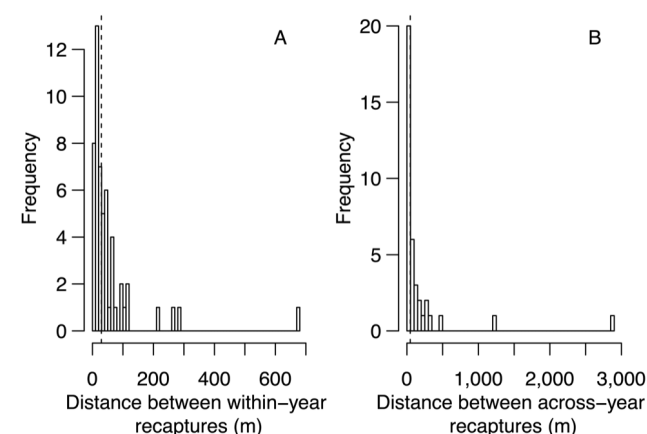 A
Frequency
0
2
4
6
8
10
12
0 200 400 600
Distance between within−year
recaptures (m)
B
Frequency
0
5
10
15
20
0 1,000 2,000 3,000
Distance between across−year
recaptures (m)